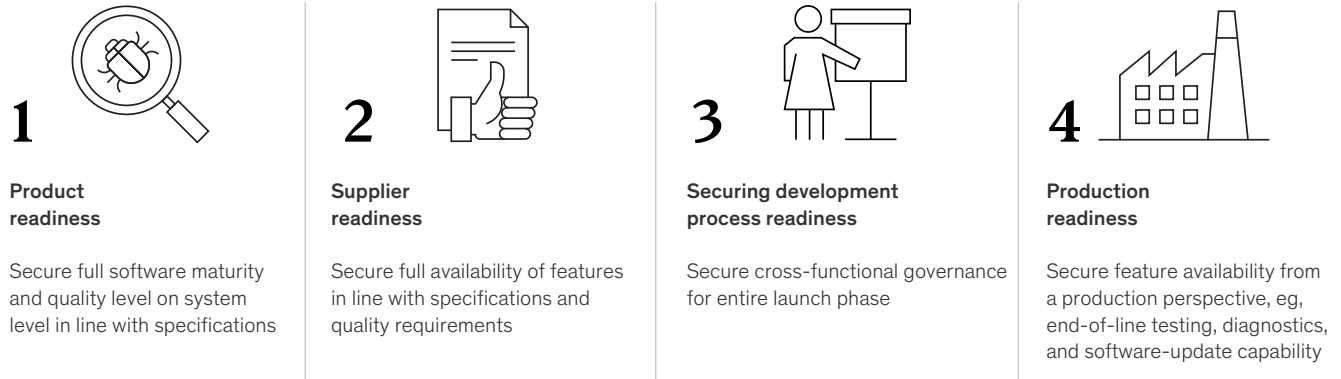 1
Product
readiness
Secure full software maturity
and quality level on system
level in line with specifications
2
Supplier
readiness
Secure full availability of features
in line with specifications and
quality requirements
3
Securing development
process readiness
Secure cross-functional governance
for entire launch phase
4
Production
readiness
Secure feature availability from
a production perspective, eg,
end-of-line testing, diagnostics,
and software-update capability